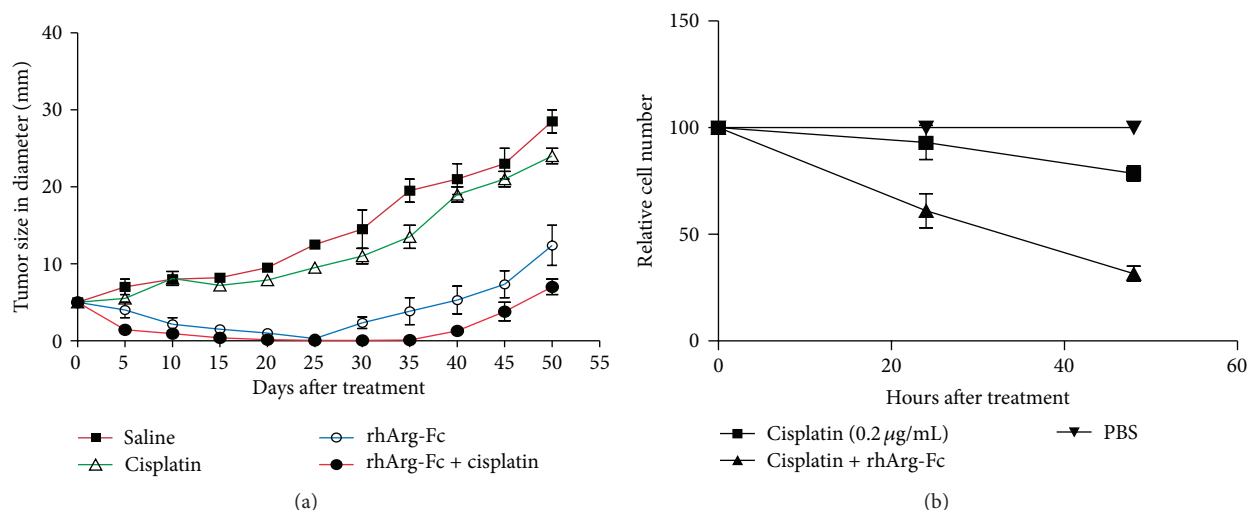 40
30
20
10
0
Tumor size in diameter (mm)
0 5 10 15 20 25 30 35 40 45 50 55
Days after treatment
Saline
Cisplatin
rhArg-Fc
rhArg-Fc + cisplatin
(a)
150
100
50
0
Relative cell number
0 20 40 60
Hours after treatment
Cisplatin (0.2 μg/mL)
Cisplatin + rhArg-Fc
PBS
(b)